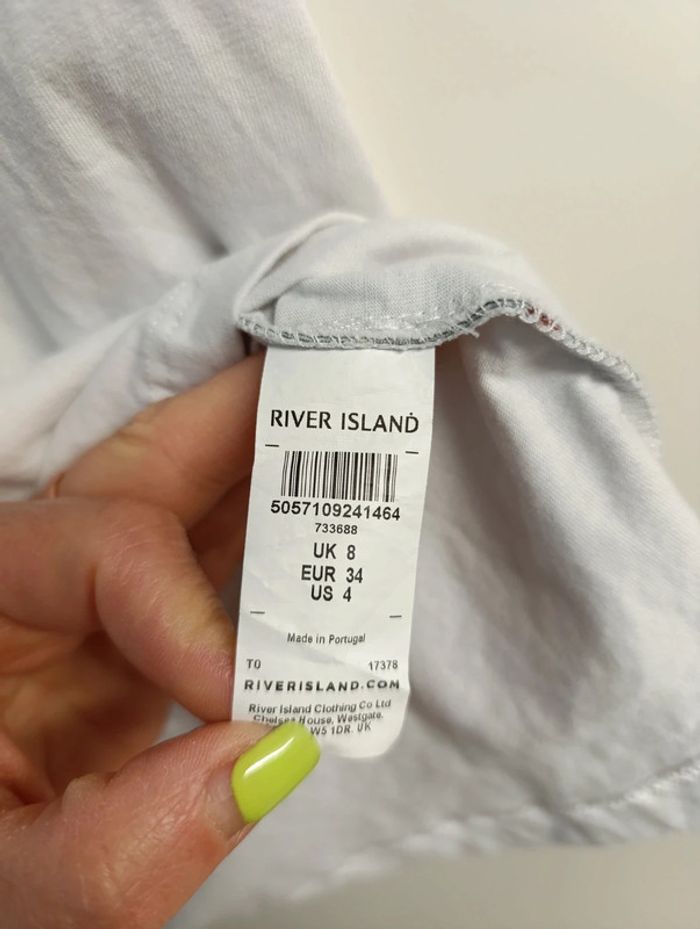 RIVER ISLAND
5057109241464
733688
UK 8
EUR 34
US 4
Made in Portugal
TO 17378
RIVERISLAND.COM
River Island Clothing Co Ltd
Chelsea House, Westgate,
W5 1DR. UK